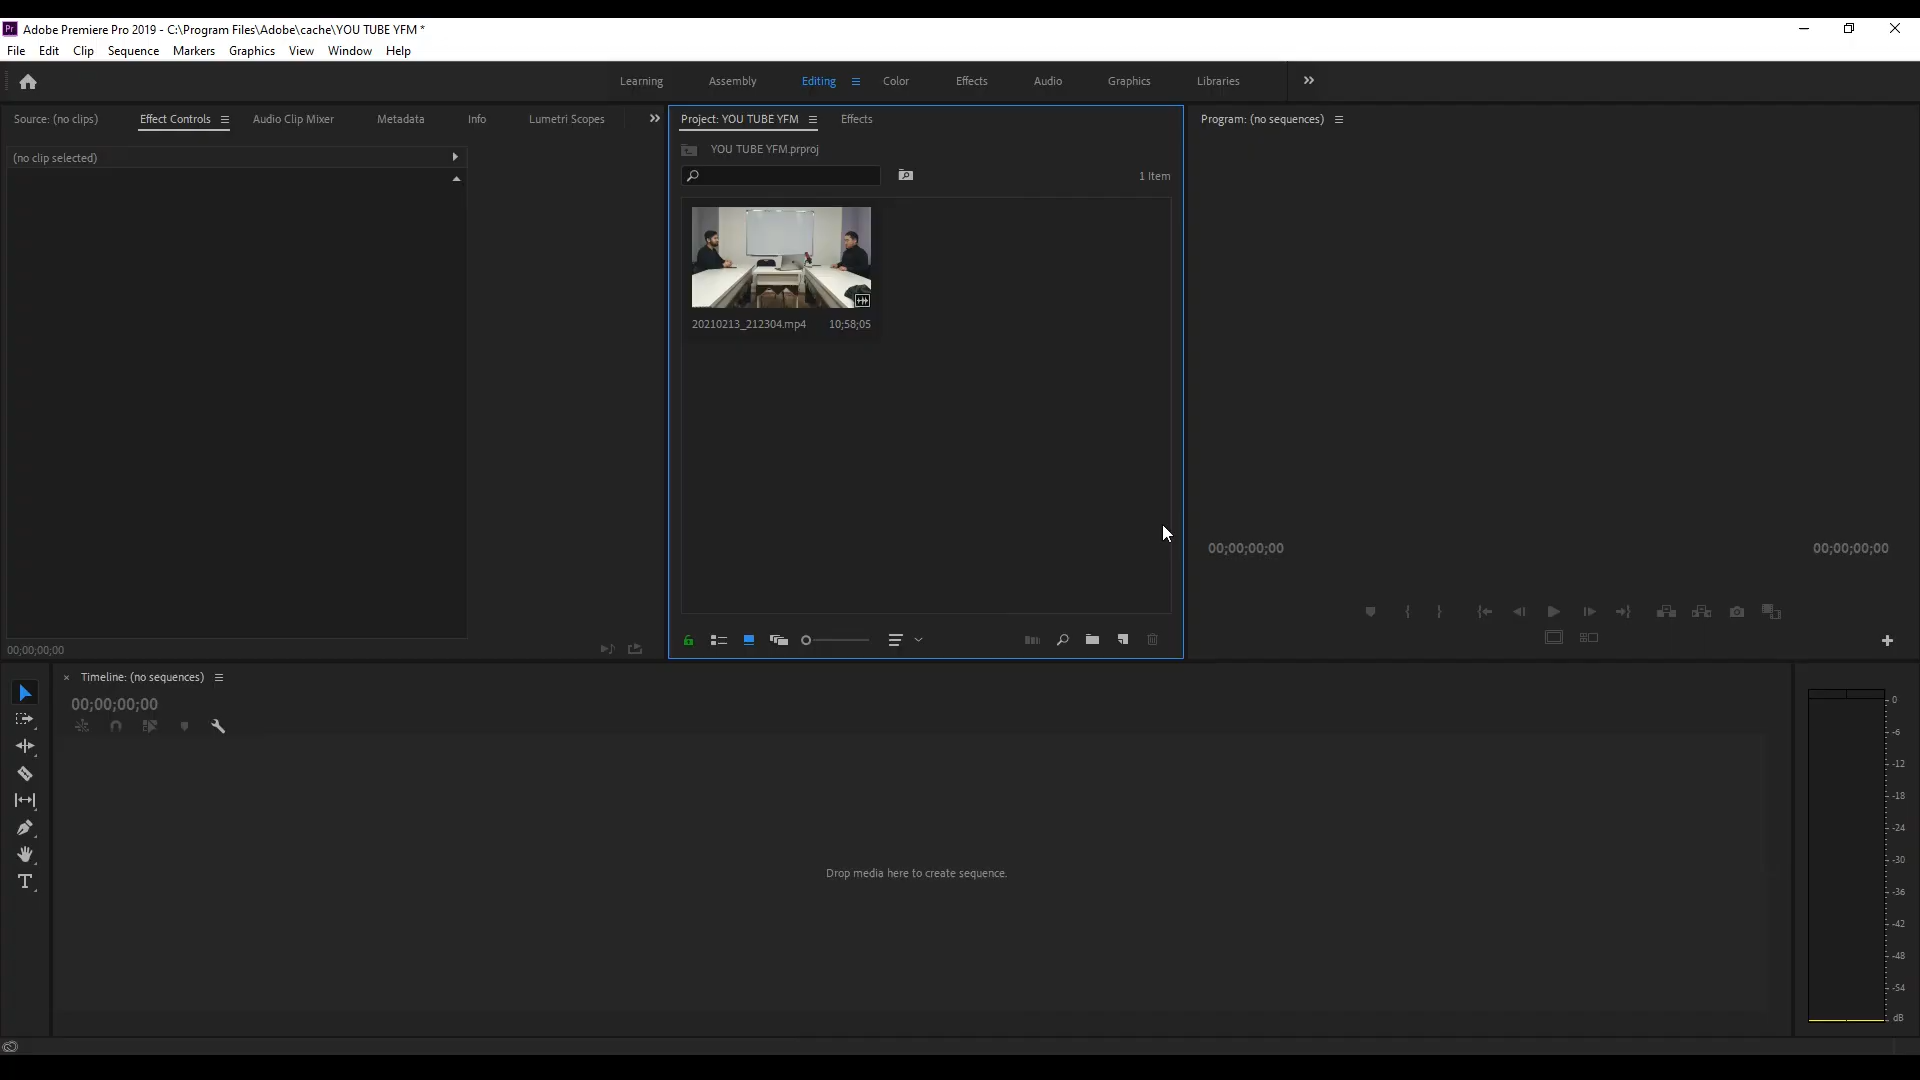 Pr Adobe Premiere Pro 2019 - C:\Program Files\Adobe\cache\YOU TUBE YFM *
File Edit Clip Sequence Markers Graphics View Window Help
Learning Assembly Editing Color Effects Audio Graphics Libraries
Source: (no clips) Effect Controls Audio Clip Mixer Metadata Info Lumetri Scopes
(no clip selected)
00;00;00;00
Project: YOU TUBE YFM Effects
YOU TUBE YFM.prproj
1 Item
20210213_212304.mp4 10;58;05
Program: (no sequences)
00;00;00;00 00;00;00;00
× Timeline: (no sequences)
00;00;00;00
Drop media here to create sequence.
T
0
-6
-12
-18
-24
-30
-36
-42
-48
-54
dB